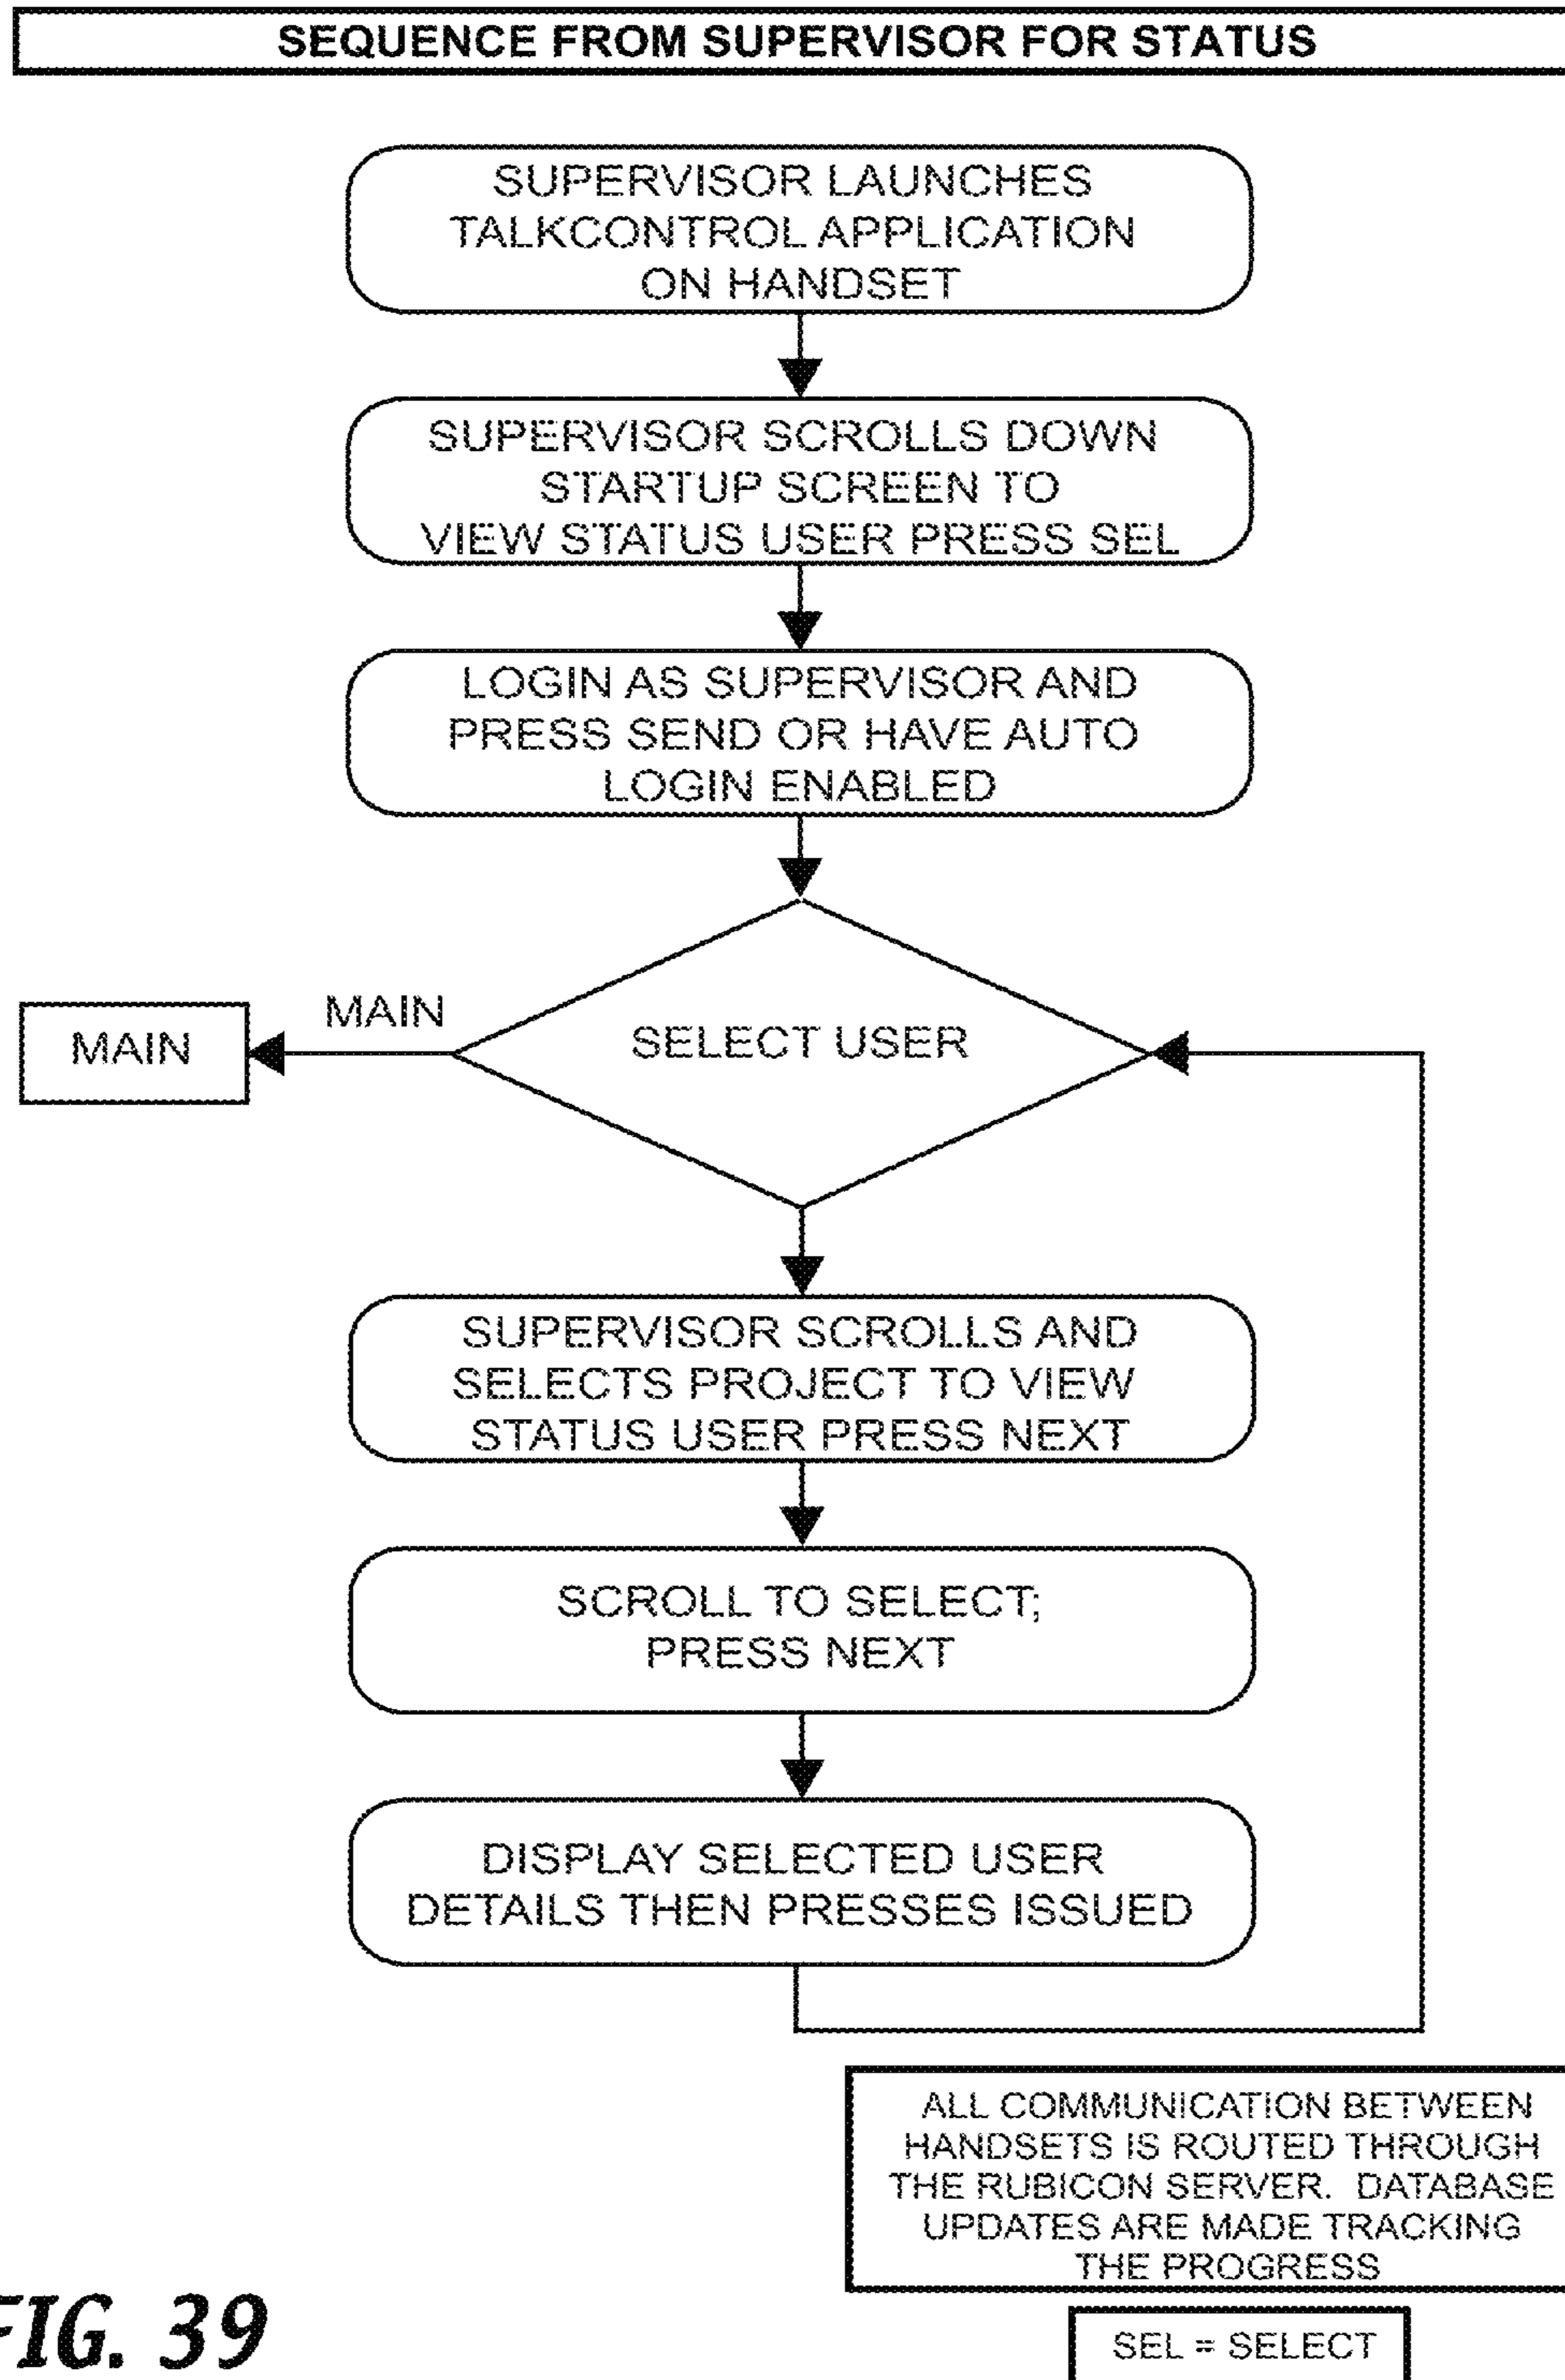 SEQUENCE FROM SUPERVISOR FOR STATUS
SUPERVISOR LAUNCHES
TALKCONTROL APPLICATION
ON HANDSET
SUPERVISOR SCROLLS DOWN
STARTUP SCREEN TO
VIEW STATUS USER PRESS SEL
LOGIN AS SUPERVISOR AND
PRESS SEND OR HAVE AUTO
LOGIN ENABLED
MAIN
MAIN
SELECT USER
SUPERVISOR SCROLLS AND
SELECTS PROJECT TO VIEW
STATUS USER PRESS NEXT
SCROLL TO SELECT;
PRESS NEXT
DISPLAY SELECTED USER
DETAILS THEN PRESSES ISSUED
ALL COMMUNICATION BETWEEN
HANDSETS IS ROUTED THROUGH
THE RUBICON SERVER. DATABASE
UPDATES ARE MADE TRACKING
THE PROGRESS
FIG. 39
SEL = SELECT